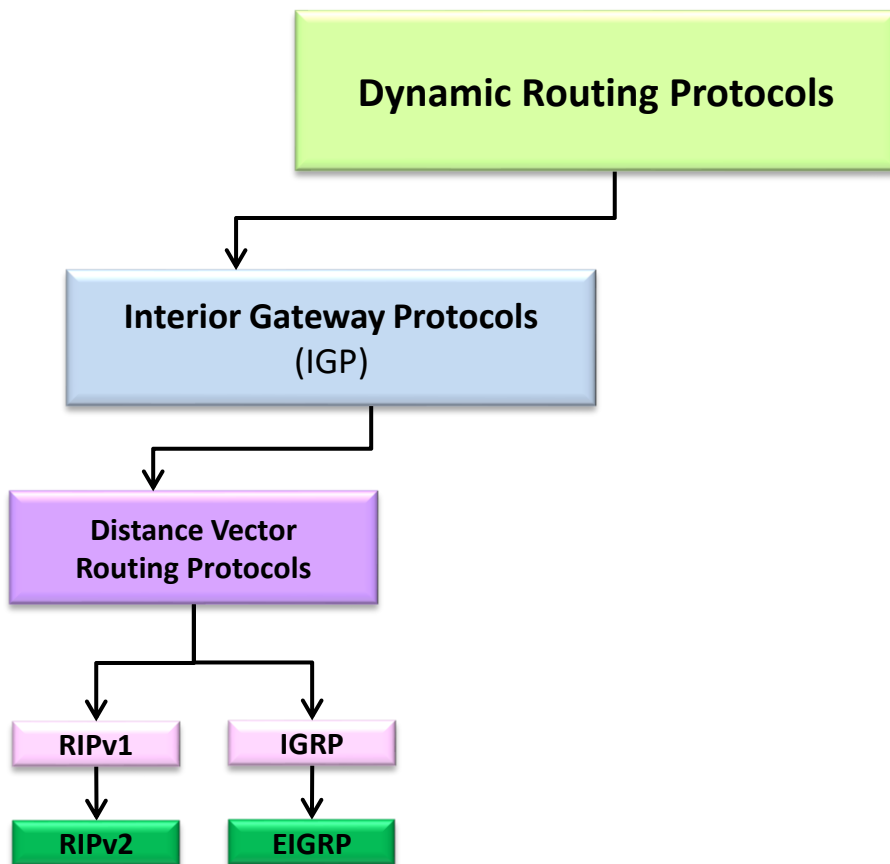 Dynamic Routing Protocols
Interior Gateway Protocols
(IGP)
Distance Vector
Routing Protocols
RIPv1
IGRP
RIPv2
EIGRP